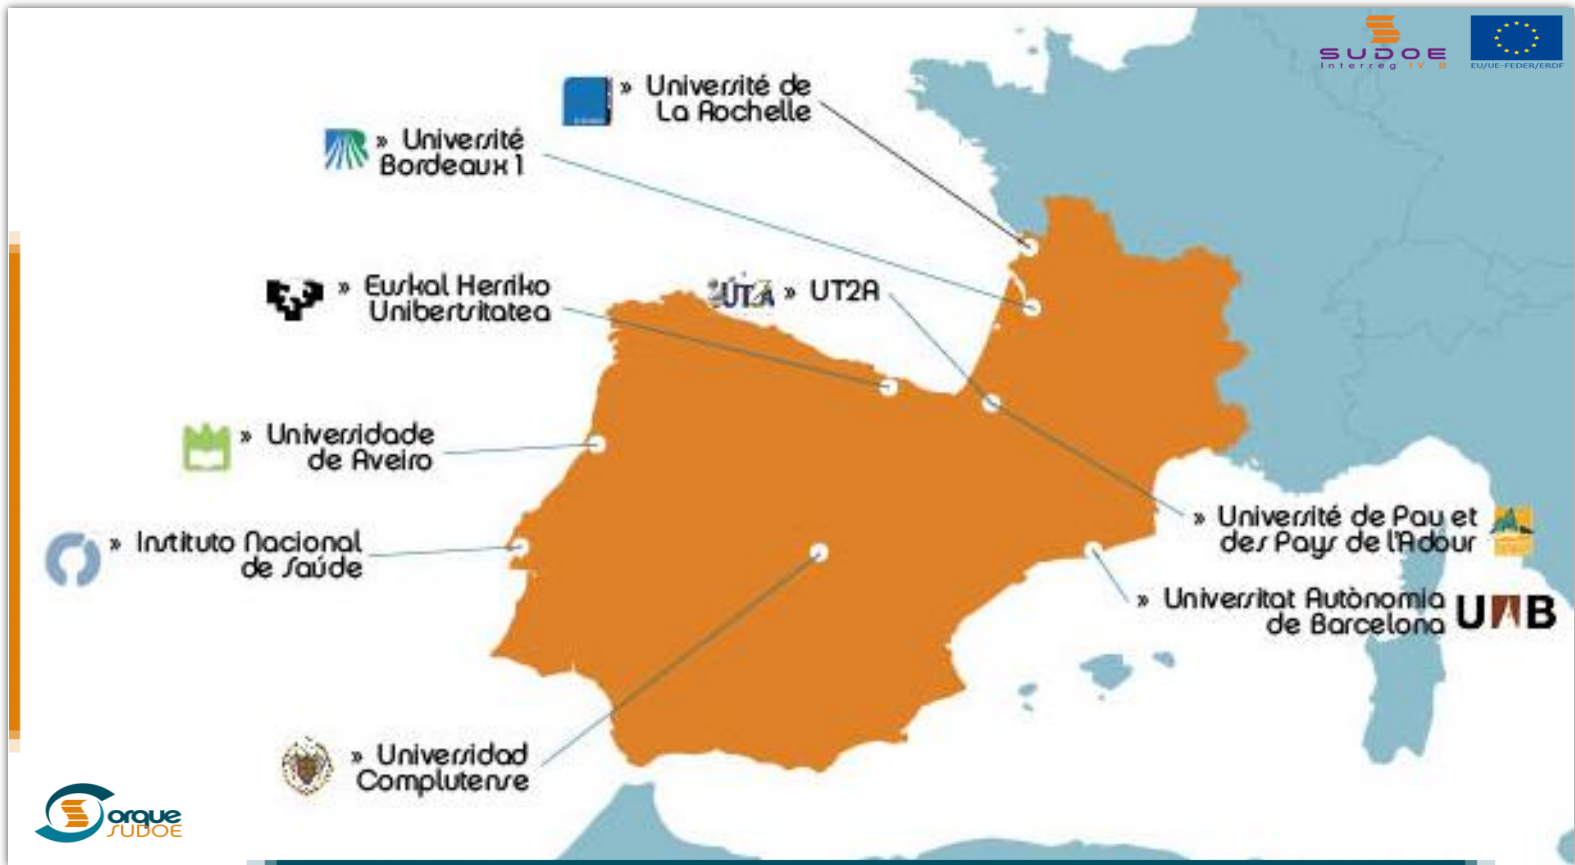 SUDOE
Interreg IV B
EU/UE-FEDER/ERDF
» Université de
La Rochelle
» Université
Bordeaux 1
» Euskal Herriko
Unibertsitatea
UT2A
» UT2A
» Universidade
de Aveiro
» Instituto Nacional
de Saúde
» Université de Pau et
des Pays de l'Adour
» Universitat Autònoma
de Barcelona
UAB
» Universidad
Complutense
orque
SUDOE